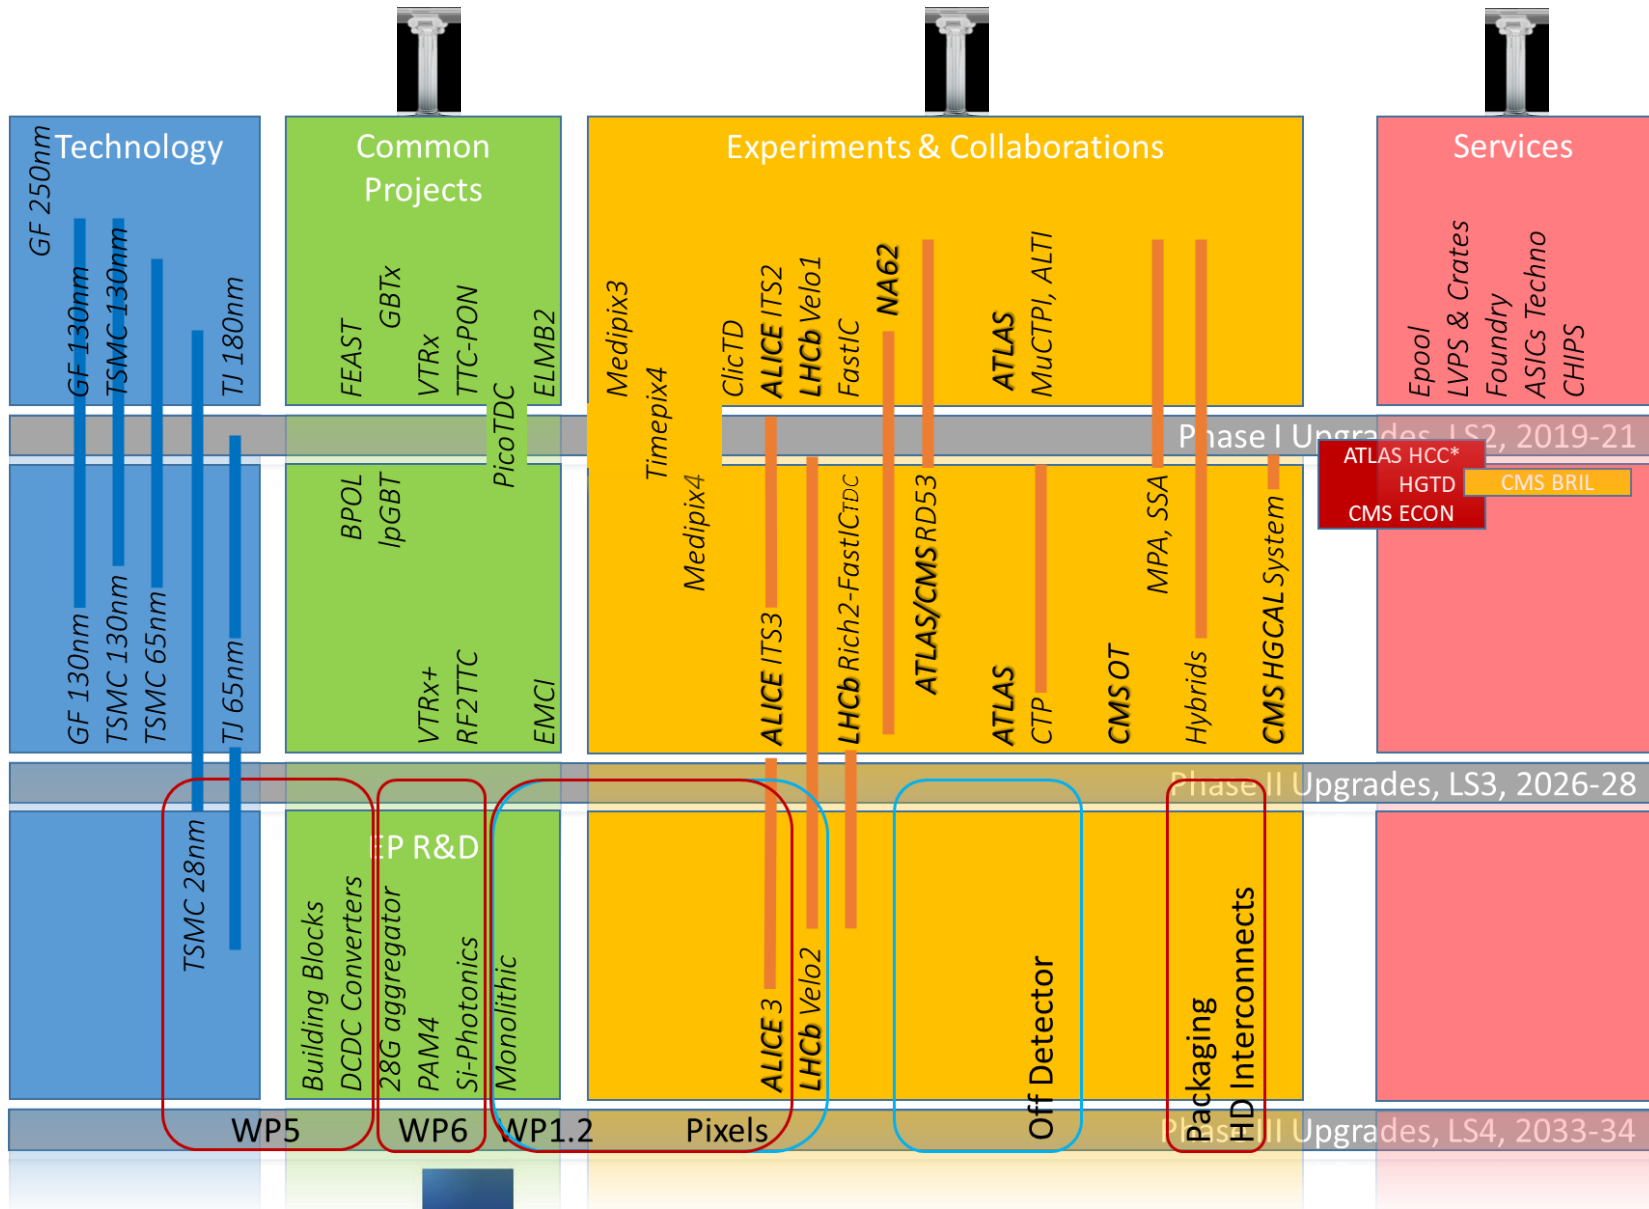 Technology
Common
Projects
Experiments & Collaborations
Services
GF 250nm
GF 130nm
TSMC 130nm
TJ 180nm
FEAST
GBTx
VTRx
TTC-PON
PicoTDC
ELMB2
Medipix3
Timepix4
Medipix4
ClicTD
ALICE ITS2
LHCb Velo1
FastIC
NA62
ATLAS
MuCTPI, ALTI
Epool
LVPS & Crates
Foundry
ASICs Techno
CHIPS
Phase I Upgrades, LS2, 2019-21
ATLAS HCC*
HGTD
CMS ECON
CMS BRIL
GF 130nm
TSMC 130nm
TSMC 65nm
TJ 65nm
BPOL
lpGBT
VTRx+
RF2TTC
EMCI
ALICE ITS3
LHCb Rich2-FastICTDC
ATLAS/CMS RD53
ATLAS
CTP
CMS OT
MPA, SSA
Hybrids
CMS HGCAL System
Phase II Upgrades, LS3, 2026-28
TSMC 28nm
EP R&D
Building Blocks
DCDC Converters
28G aggregator
PAM4
Si-Photonics
Monolithic
ALICE 3
LHCb Velo2
Off Detector
Packaging
HD Interconnects
WP5
WP6
WP1.2
Pixels
Phase III Upgrades, LS4, 2033-34